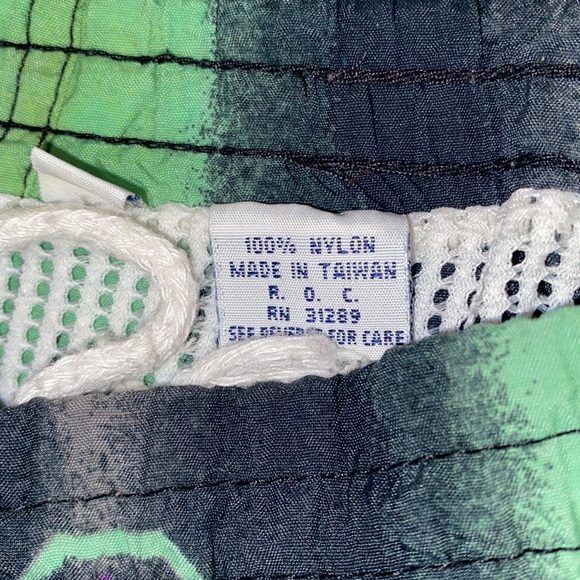 100% NYLON
MADE IN TAIWAN
R. O. C.
RN 31289
SEE REVERSE FOR CARE